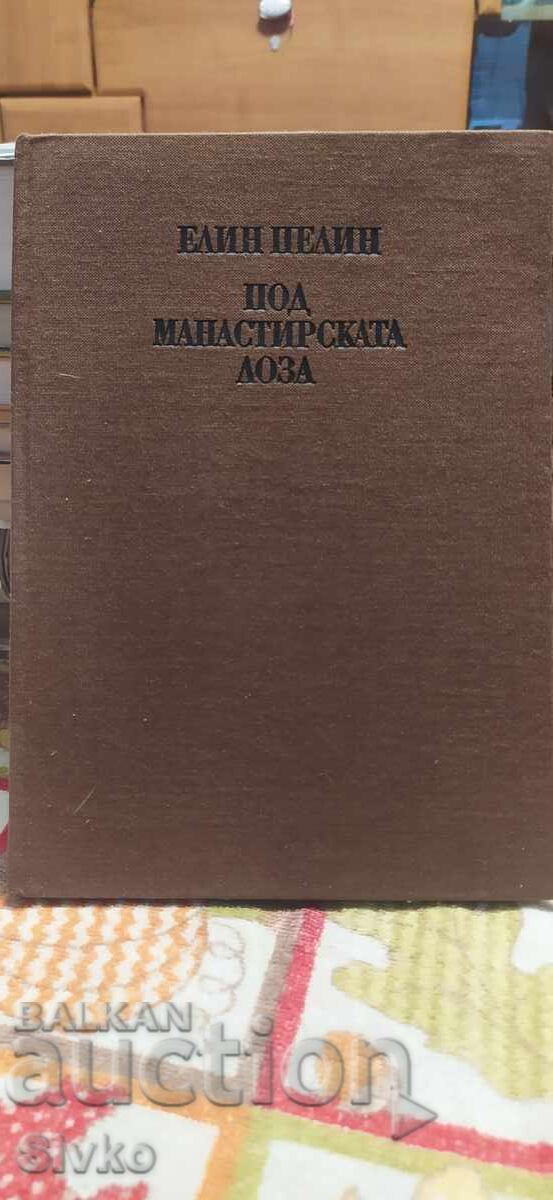 ЕЛИН ПЕЛИН
ПОД
МАНАСТИРСКАТА
ЛОЗА
BALKAN
auction
Sivko